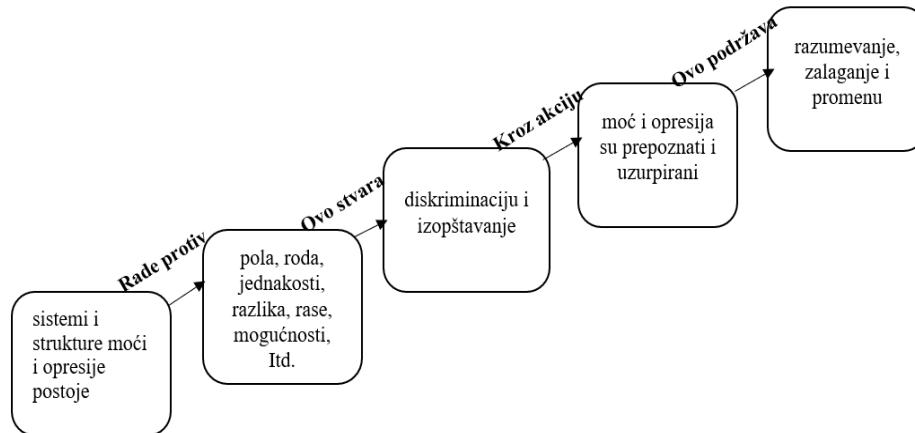 sistemi i
strukture moći
i opresije
postoje
Rade protiv
pola, roda,
jednakosti,
razlika, rase,
mogućnosti,
Itd.
Ovo stvara
diskriminaciju i
izopštavanje
Kroz akciju
moć i opresija
su prepoznati i
uzurpirani
Ovo podržava
razumevanje,
zalaganje i
promenu